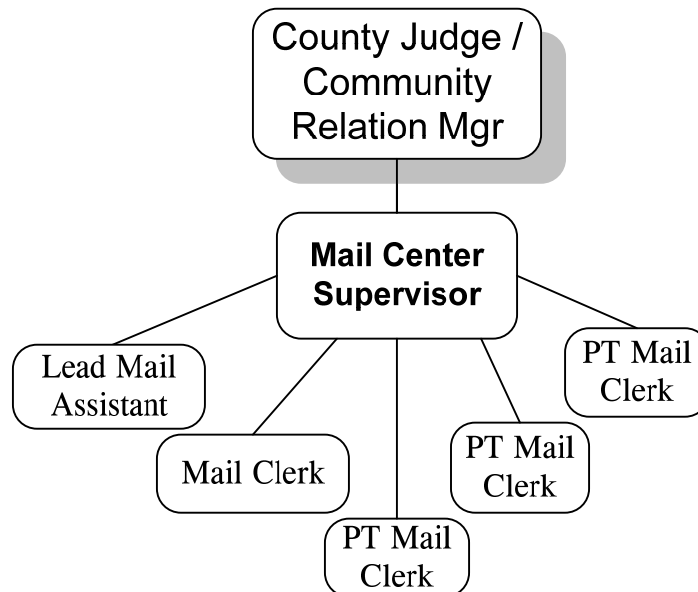 County Judge /
Community
Relation Mgr
Mail Center
Supervisor
Lead Mail
Assistant
Mail Clerk
PT Mail
Clerk
PT Mail
Clerk
PT Mail
Clerk